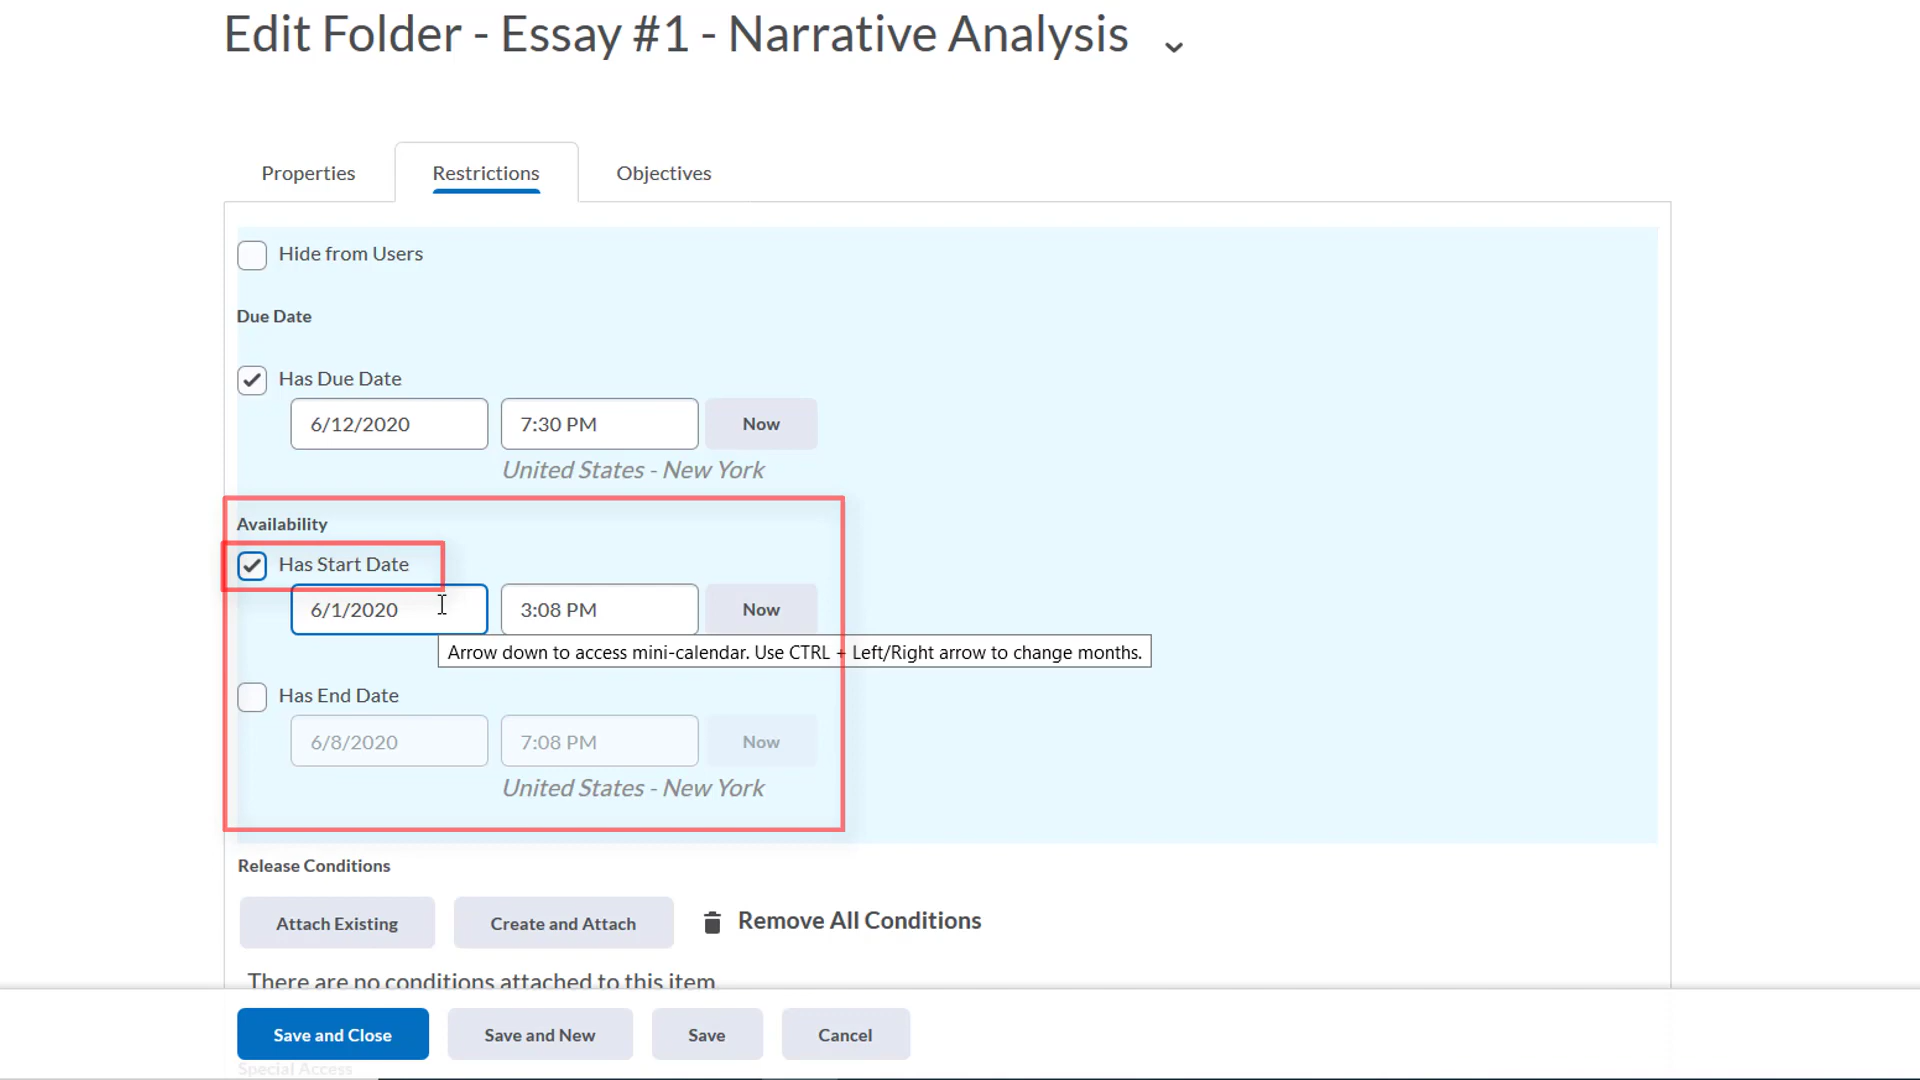 Edit Folder - Essay #1 - Narrative Analysis
Properties Restrictions Objectives
Hide from Users
Due Date
Has Due Date
6/12/2020 7:30 PM Now
United States - New York
Availability
Has Start Date
6/1/2020 3:08 PM Now
Arrow down to access mini-calendar. Use CTRL + Left/Right arrow to change months.
Has End Date
6/8/2020 7:08 PM Now
United States - New York
Release Conditions
Attach Existing Create and Attach Remove All Conditions
There are no conditions attached to this item
Save and Close Save and New Save Cancel
Special Access